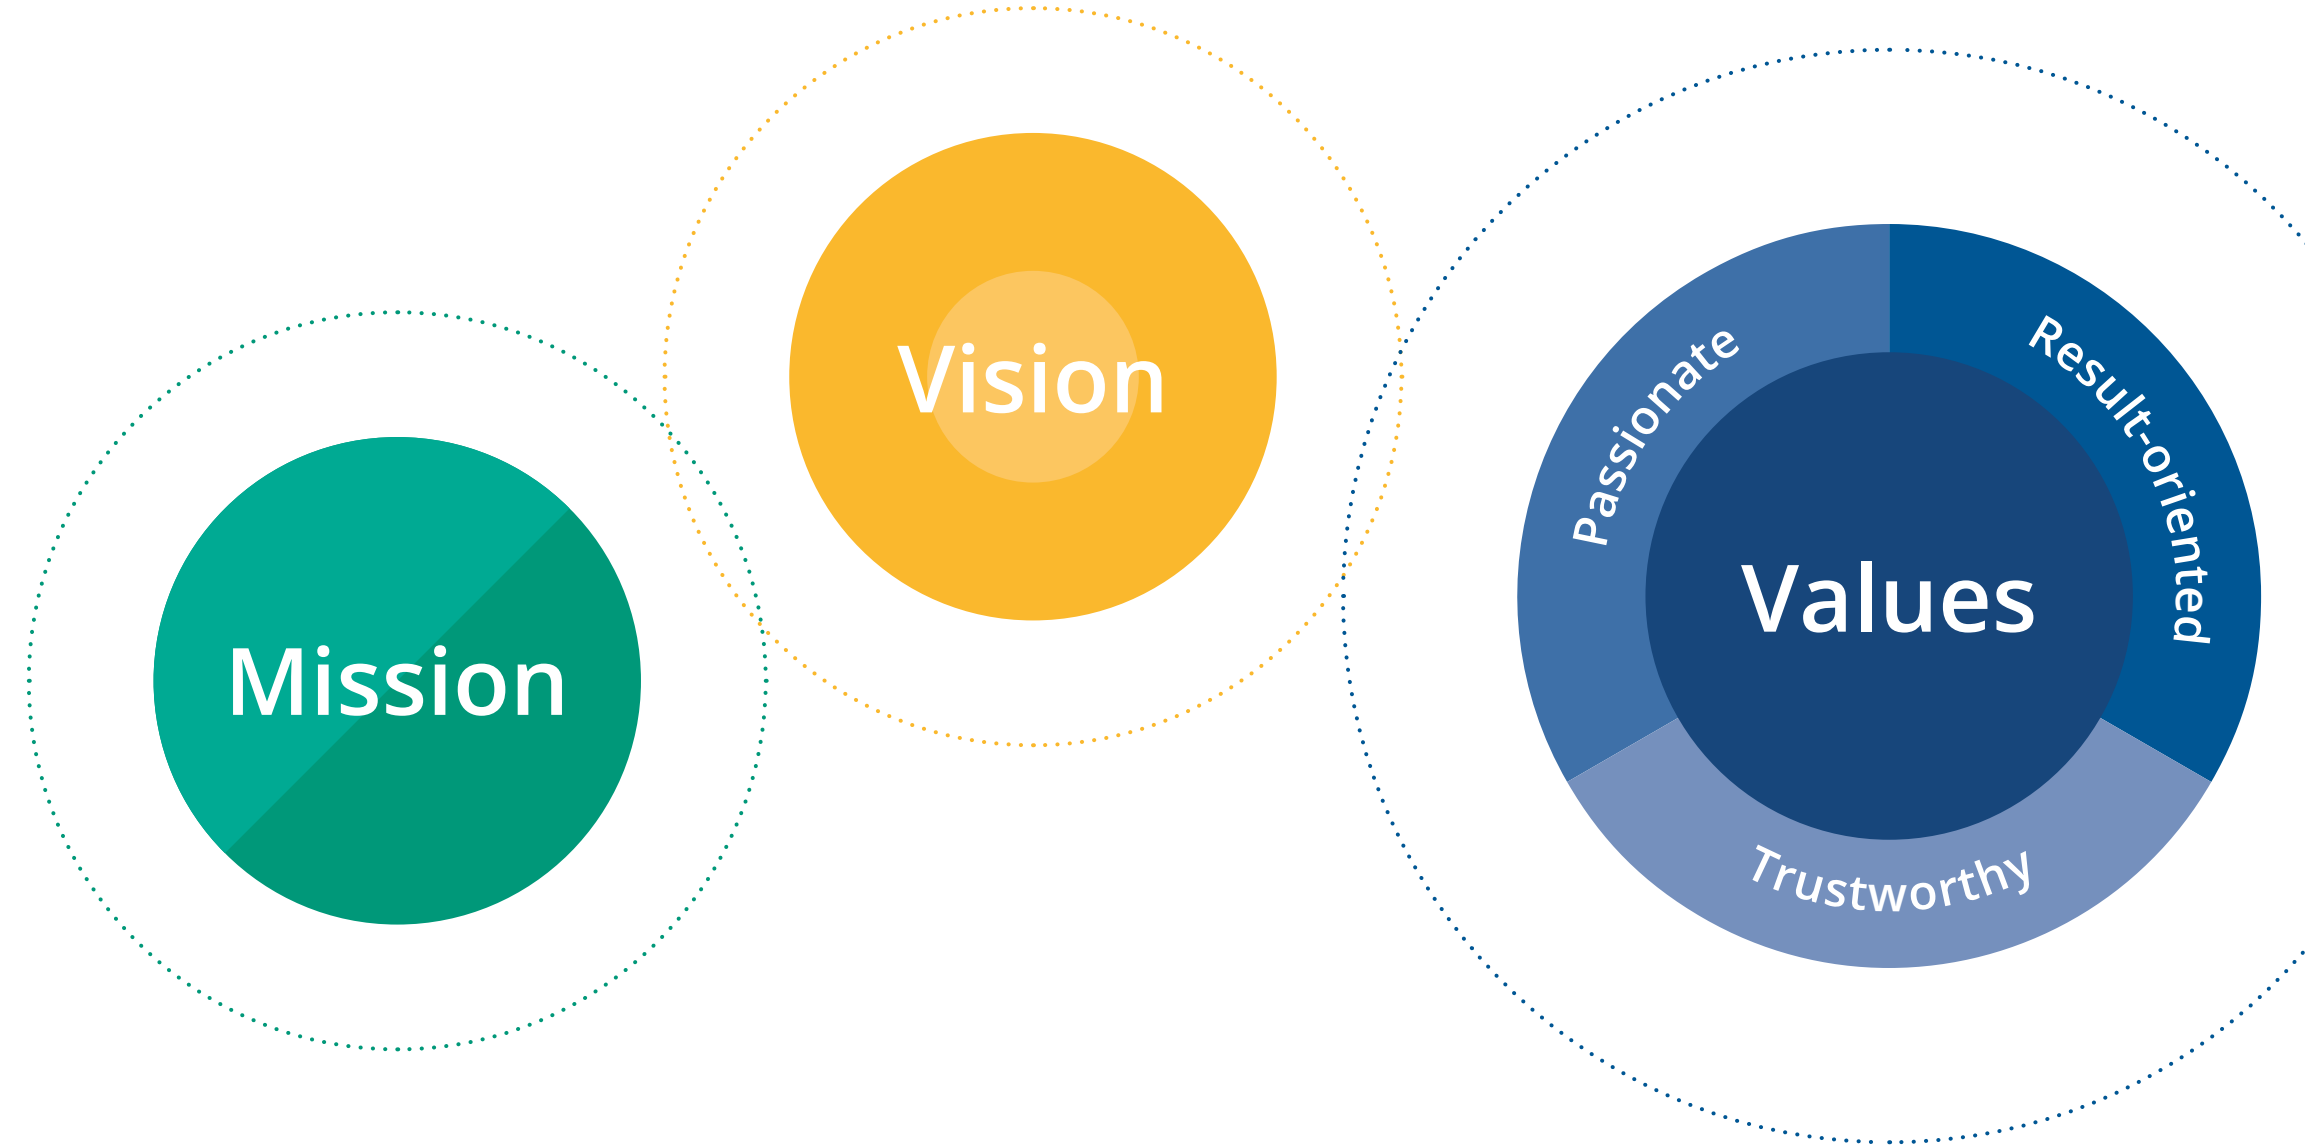 Mission
Vision
Values
Passionate
Result-oriented
Trustworthy